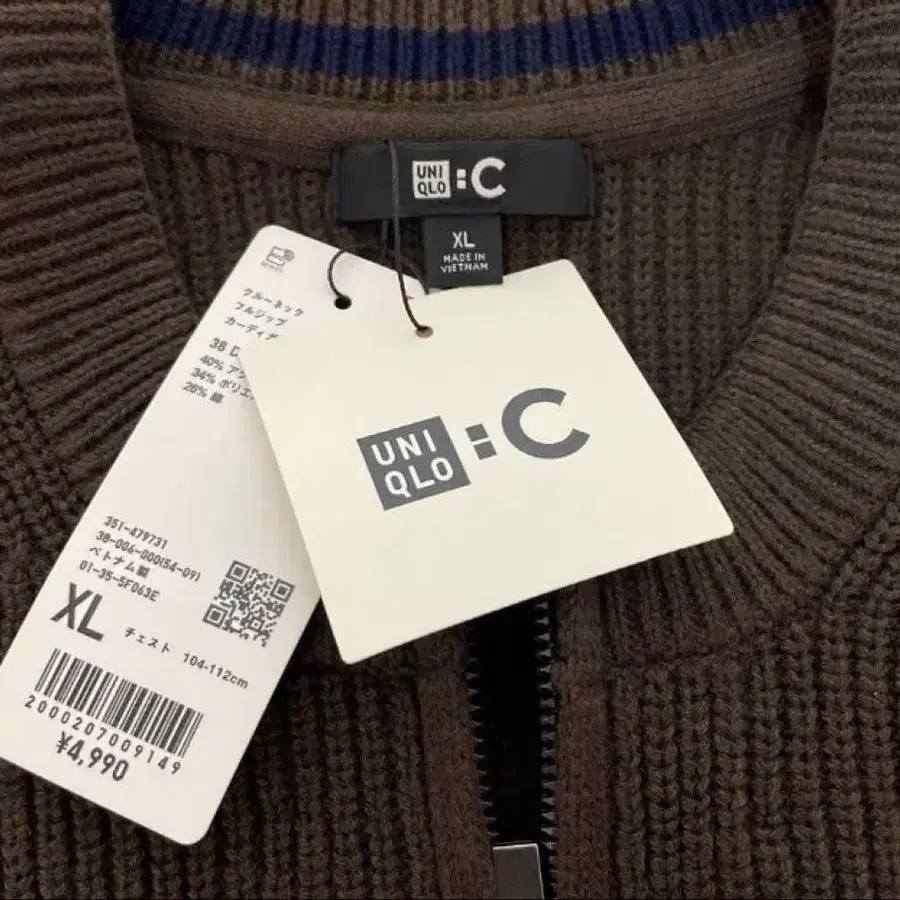 UNI
QLO
:C
XL
MADE IN
VIETNAM
クルーネック
フルジップ
カーディ
38 D
40% アク
34% ポリエ
26% 綿
UNI
QLO
:C
351-479731
38-006-000(54-09)
ベトナム製
01-35-5F063E
XL チェスト 104-112cm
2000207009149
¥4,990